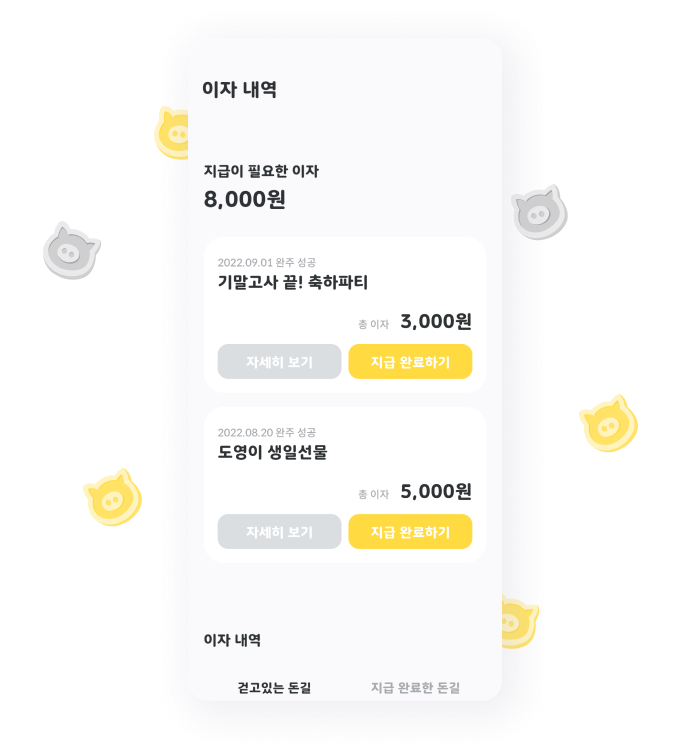 이자 내역
지급이 필요한 이자
8,000원
2022.09.01 완주 성공
기말고사 끝! 축하파티
총 이자 3,000원
자세히 보기 지급 완료하기
2022.08.20 완주 성공
도영이 생일선물
총 이자 5,000원
자세히 보기 지급 완료하기
이자 내역
걷고있는 돈길 지급 완료한 돈길